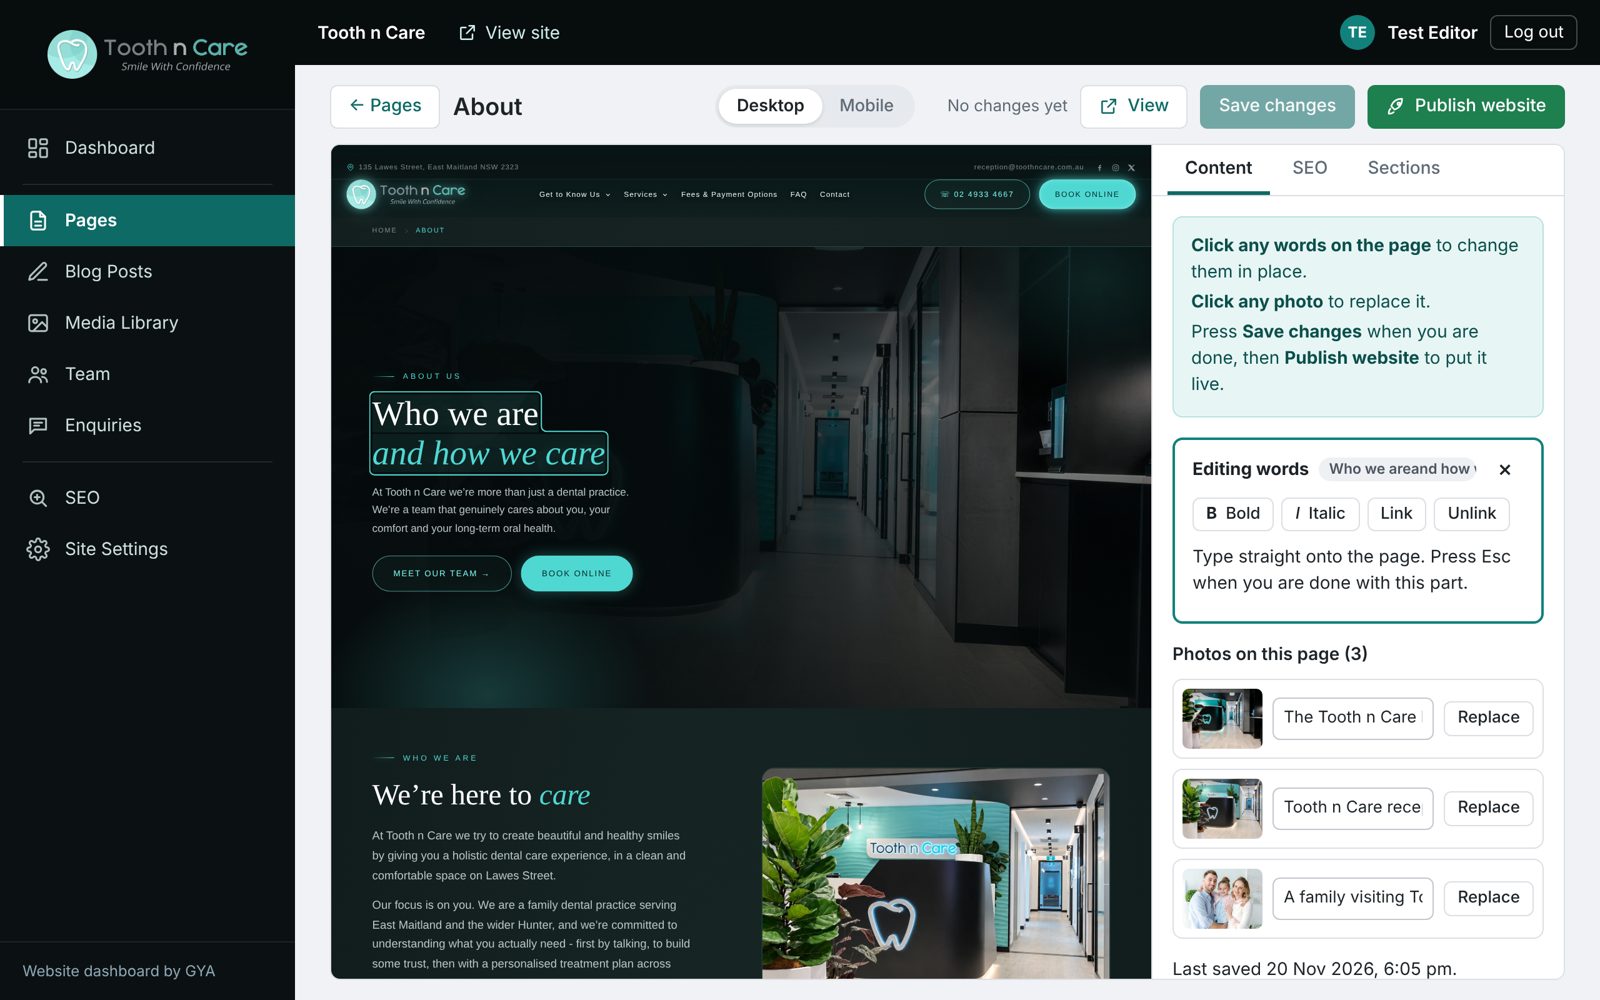 Tooth n Care
Smile With Confidence
Dashboard
Pages
Blog Posts
Media Library
Team
Enquiries
SEO
Site Settings
Website dashboard by GYA
Tooth n Care
View site
TE
Test Editor
Log out
← Pages
About
Desktop
Mobile
No changes yet
View
Save changes
Publish website
135 Lawes Street, East Maitland NSW 2323
reception@toothncare.com.au
Tooth n Care
Smile With Confidence
Get to Know Us
Services
Fees & Payment Options
FAQ
Contact
☏ 02 4933 4667
BOOK ONLINE
HOME
ABOUT
ABOUT US
Who we are
and how we care
At Tooth n Care we’re more than just a dental practice.
We’re a team that genuinely cares about you, your
comfort and your long-term oral health.
MEET OUR TEAM →
BOOK ONLINE
WHO WE ARE
We’re here to care
At Tooth n Care we try to create beautiful and healthy smiles
by giving you a holistic dental care experience, in a clean and
comfortable space on Lawes Street.
Our focus is on you. We are a family dental practice serving
East Maitland and the wider Hunter, and we’re committed to
understanding what you actually need - first by talking, to build
some trust, then with a personalised treatment plan across
Tooth n Care
Content
SEO
Sections
Click any words on the page to change
them in place.
Click any photo to replace it.
Press Save changes when you are
done, then Publish website to put it
live.
Editing words
Who we areand how
×
B Bold
I Italic
Link
Unlink
Type straight onto the page. Press Esc
when you are done with this part.
Photos on this page (3)
The Tooth n Care
Replace
Tooth n Care rece
Replace
A family visiting To
Replace
Last saved 20 Nov 2026, 6:05 pm.